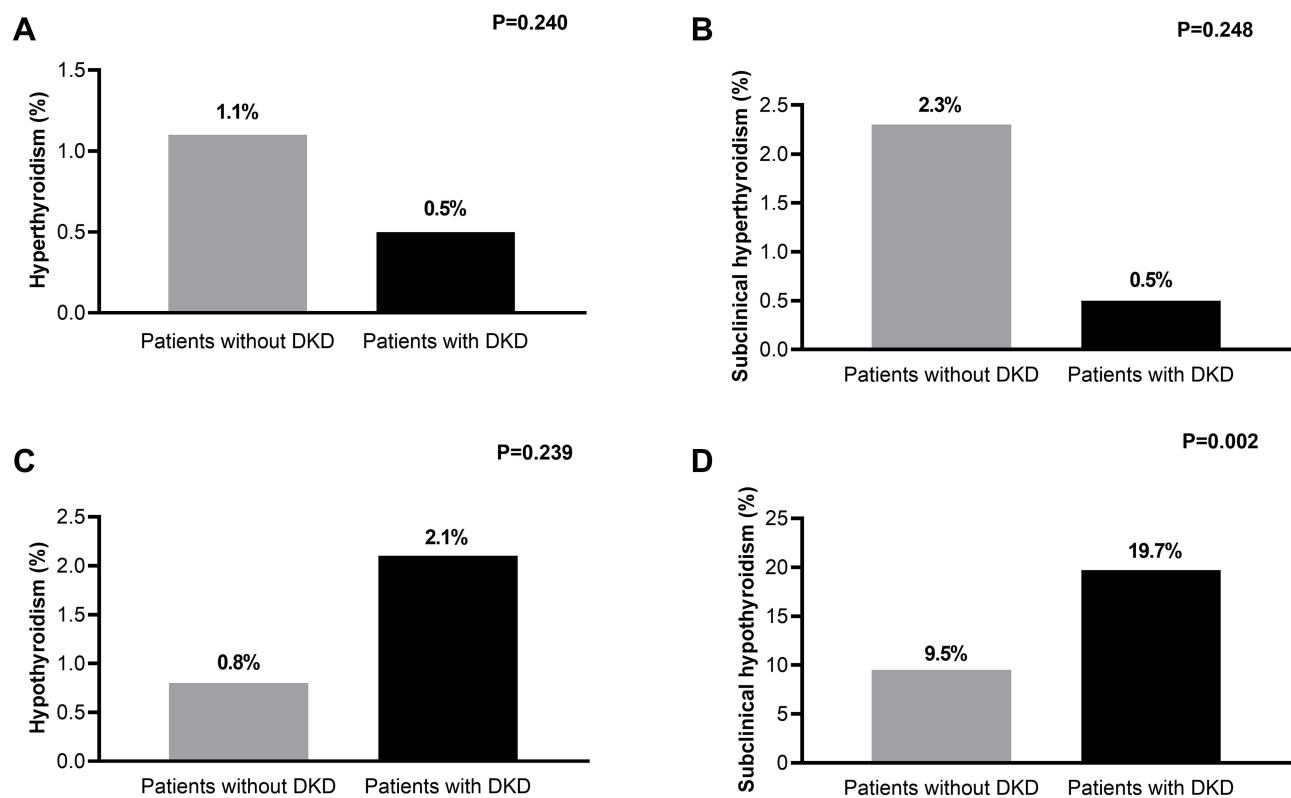 A
P=0.240
Hyperthyroidism (%)
1.5
1.0
0.5
0.0
1.1%
0.5%
Patients without DKD
Patients with DKD
B
P=0.248
Subclinical hyperthyroidism (%)
2.5
2.0
1.5
1.0
0.5
0.0
2.3%
0.5%
Patients without DKD
Patients with DKD
C
P=0.239
Hypothyroidism (%)
2.5
2.0
1.5
1.0
0.5
0.0
0.8%
2.1%
Patients without DKD
Patients with DKD
D
P=0.002
Subclinical hypothyroidism (%)
25
20
15
10
5
0
9.5%
19.7%
Patients without DKD
Patients with DKD